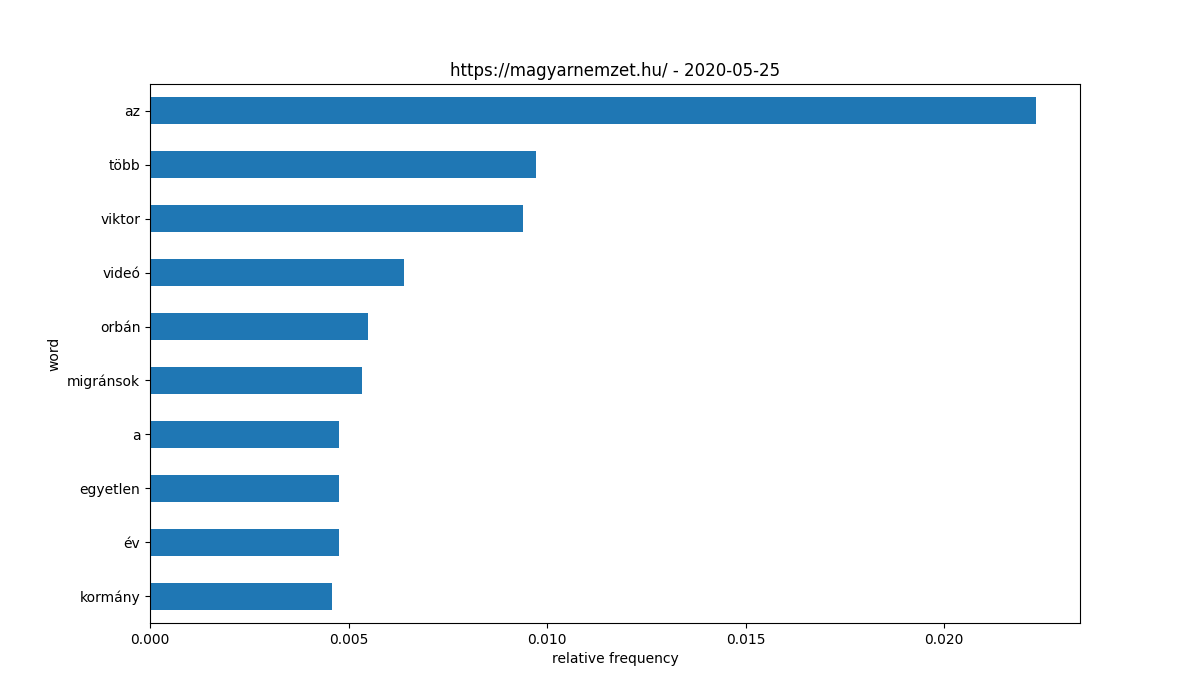 https://magyarnemzet.hu/ - 2020-05-25
az
több
viktor
videó
orbán
word
migránsok
a
egyetlen
év
kormány
0.000 0.005 0.010 0.015 0.020
relative frequency